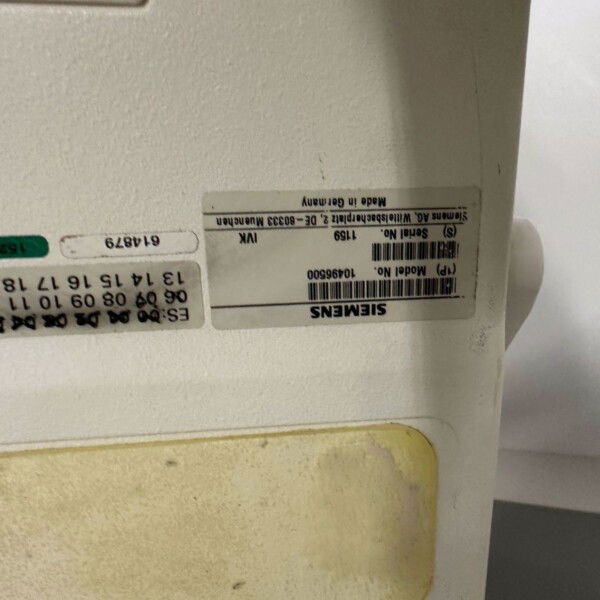 SIEMENS
(1P) Model No. 10496500
(S) Serial No. 1159 IVK
Siemens AG, Wittelsbacherplatz 2, DE-80333 Muenchen
Made in Germany
ES:
06 07 08 09 10 11
13 14 15 16 17 18
614879